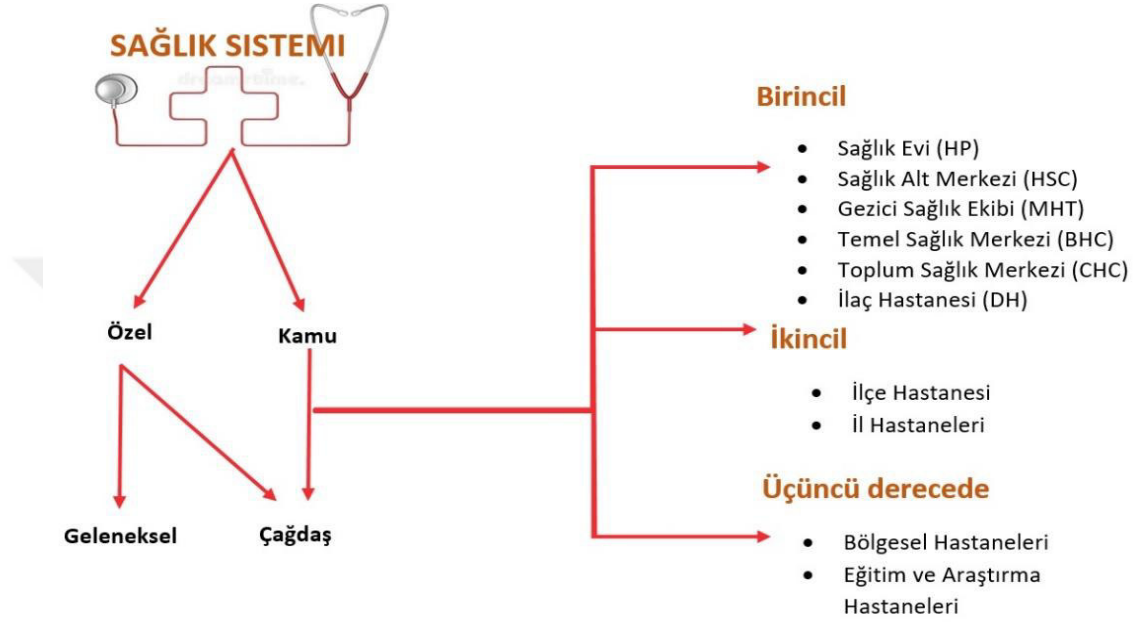 SAĞLIK SISTEMI
dreamstime.
Özel
Kamu
Geleneksel
Çağdaş
Birincil
• Sağlık Evi (HP)
• Sağlık Alt Merkezi (HSC)
• Gezici Sağlık Ekibi (MHT)
• Temel Sağlık Merkezi (BHC)
• Toplum Sağlık Merkezi (CHC)
• İlaç Hastanesi (DH)
İkincil
• İlçe Hastanesi
• İl Hastaneleri
Üçüncü derecede
• Bölgesel Hastaneleri
• Eğitim ve Araştırma
Hastaneleri